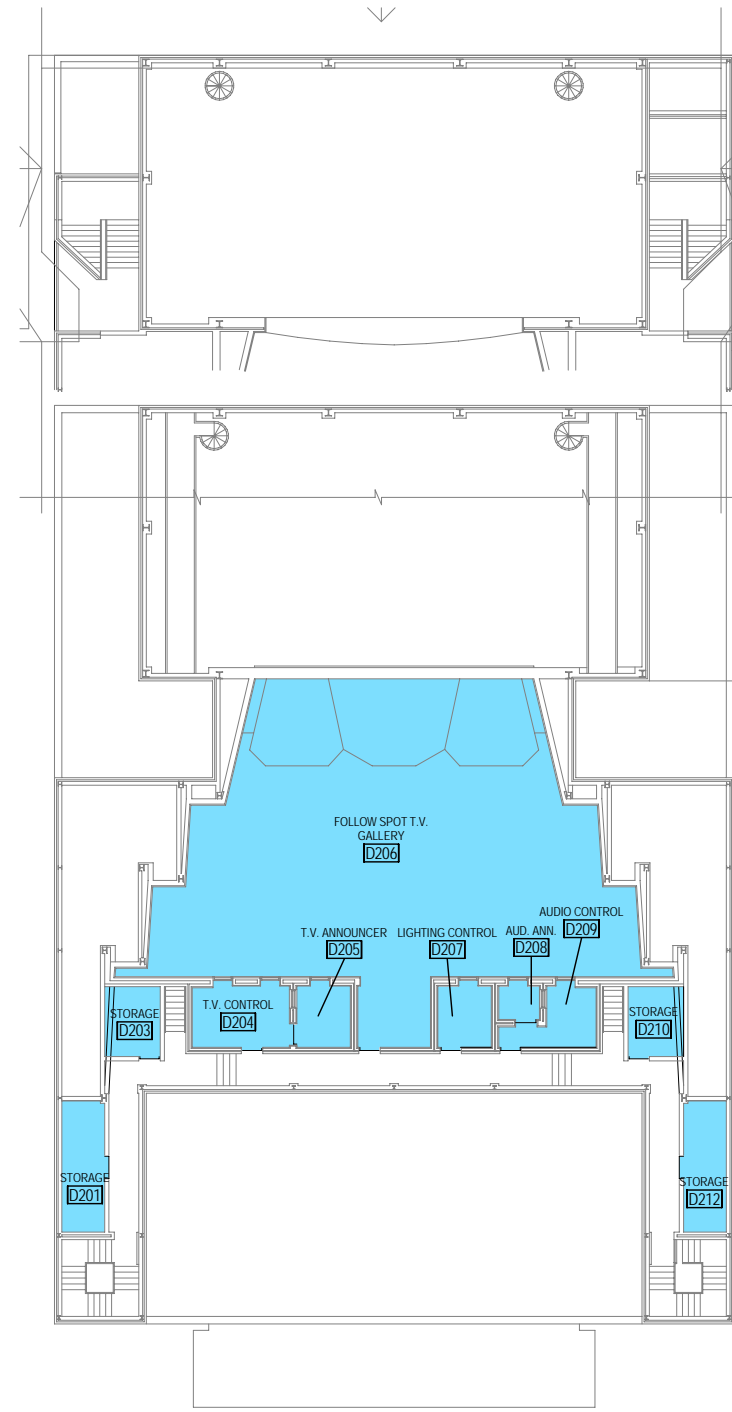 FOLLOW SPOT T.V.
GALLERY
D206
T.V. ANNOUNCER
D205
LIGHTING CONTROL
D207
AUD. ANN.
D208
AUDIO CONTROL
D209
STORAGE
D203
T.V. CONTROL
D204
STORAGE
D210
STORAGE
D201
STORAGE
D212